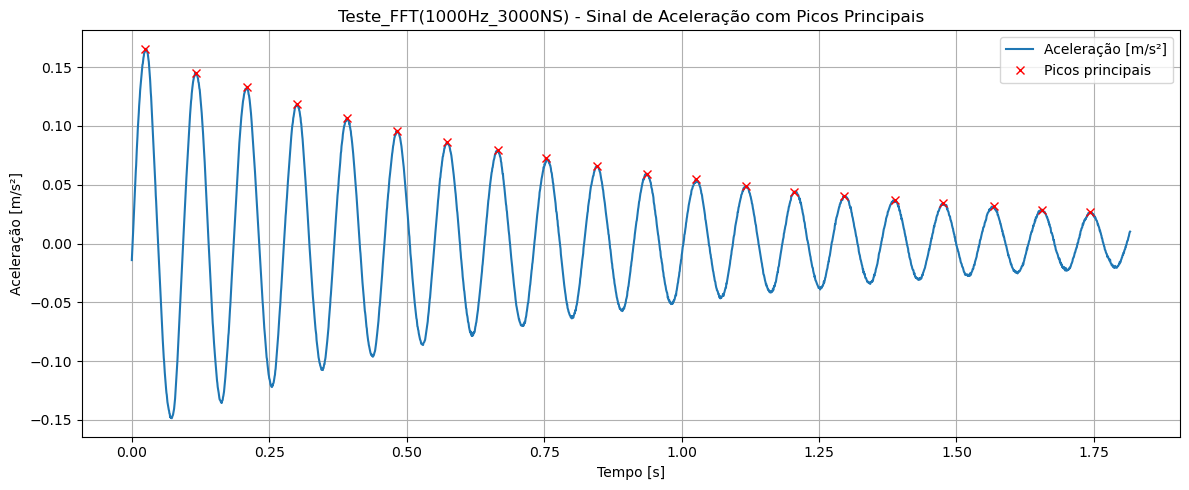 Teste_FFT(1000Hz_3000NS) - Sinal de Aceleração com Picos Principais
Aceleração [m/s²]
Picos principais
0.15
0.10
0.05
0.00
−0.05
−0.10
−0.15
Aceleração [m/s²]
0.00 0.25 0.50 0.75 1.00 1.25 1.50 1.75
Tempo [s]